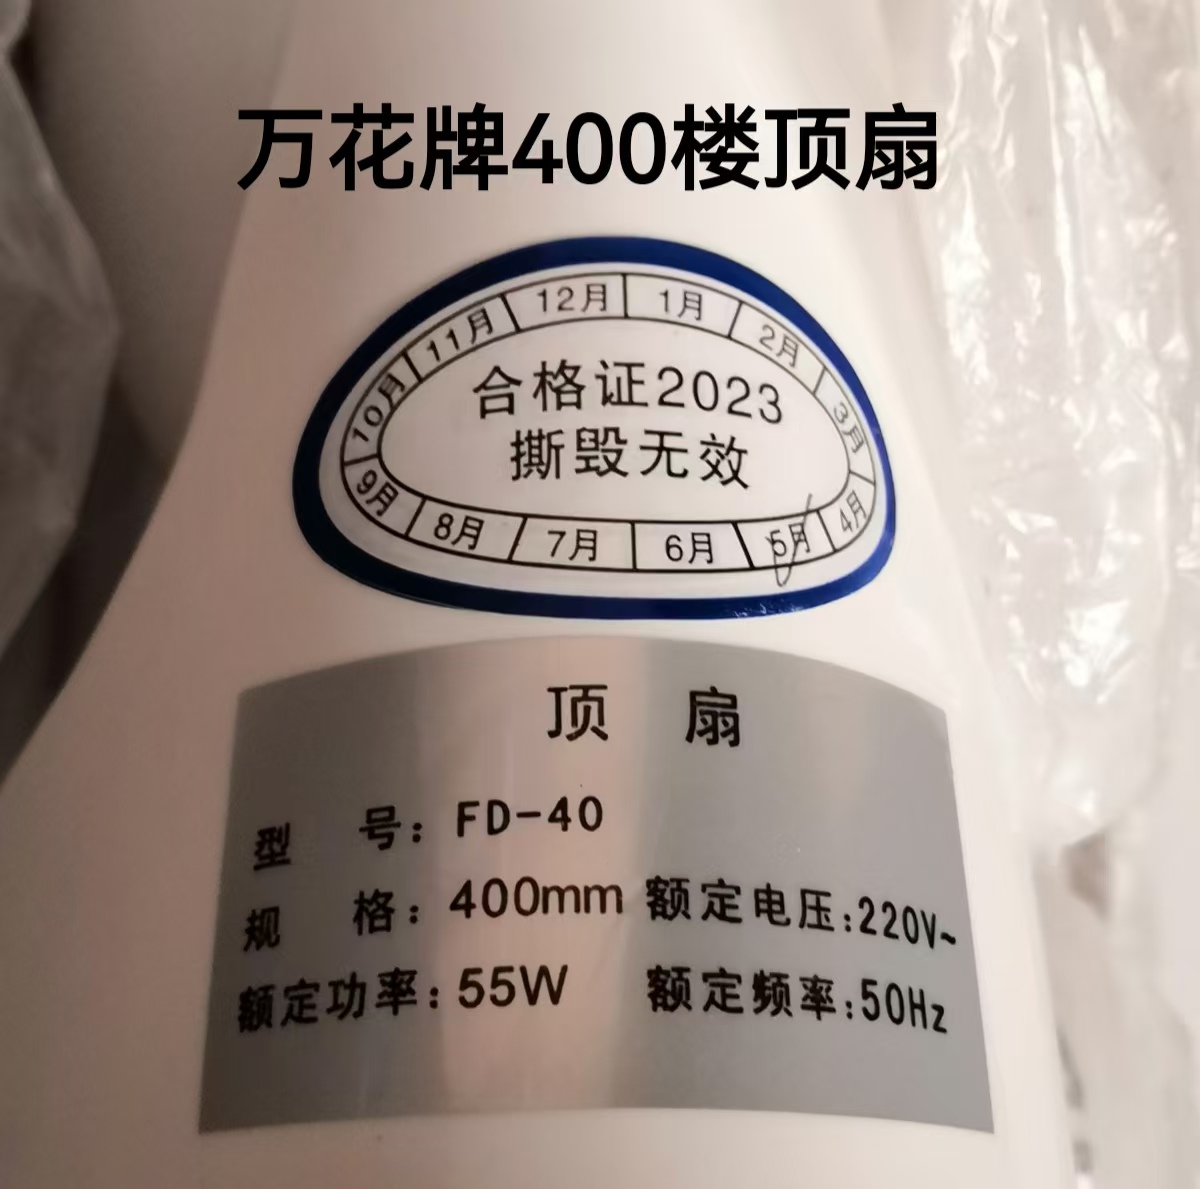 万花牌400楼顶扇
12月 1月 2月 3月 4月 5月 6月 7月 8月 9月 10月 11月
合格证2023
撕毁无效
顶 扇
型 号：FD-40
规 格：400mm 额定电压：220V~
额定功率：55W 额定频率：50Hz